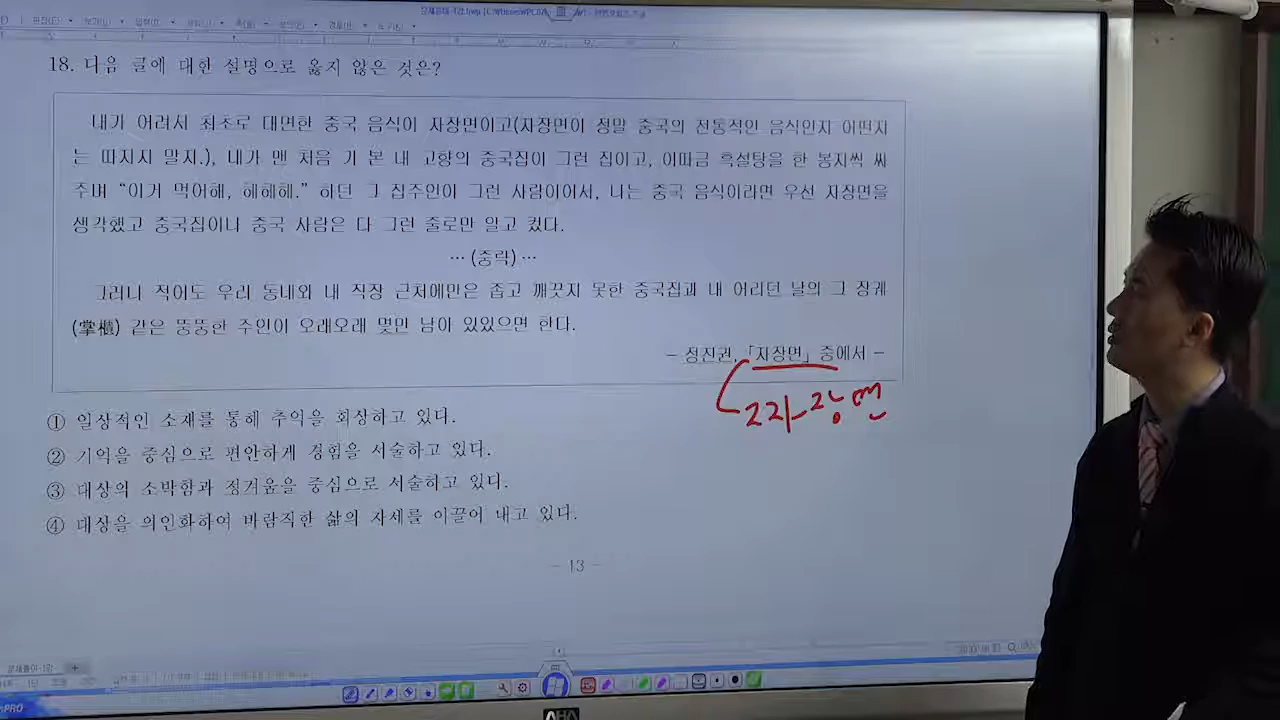 18. 다음 글에 대한 설명으로 옳지 않은 것은?
내가 어려서 최초로 대면한 중국 음식이 자장면이고(자장면이 정말 중국의 전통적인 음식인지 어떤지
는 따지지 말자.), 내가 맨 처음 가 본 내 고향의 중국집이 그런 집이고, 이따금 흑설탕을 한 봉지씩 싸
주며 “이거 먹어해, 헤헤헤.” 하던 그 집주인이 그런 사람이어서, 나는 중국 음식이라면 우선 자장면을
생각했고 중국집이나 중국 사람은 다 그런 줄로만 알고 컸다.
… (중략) …
그러니 적어도 우리 동네와 내 직장 근처에만은 좁고 깨끗지 못한 중국집과 내 어리던 날의 그 장궤
(掌櫃) 같은 뚱뚱한 주인이 오래오래 몇만 남아 있있으면 한다.
- 정진권, 「자장면」 중에서 -
짜장면
① 일상적인 소재를 통해 추억을 회상하고 있다.
② 기억을 중심으로 편안하게 경험을 서술하고 있다.
③ 대상의 소박함과 정겨움을 중심으로 서술하고 있다.
④ 대상을 의인화하여 바람직한 삶의 자세를 이끌어 내고 있다.
- 13 -